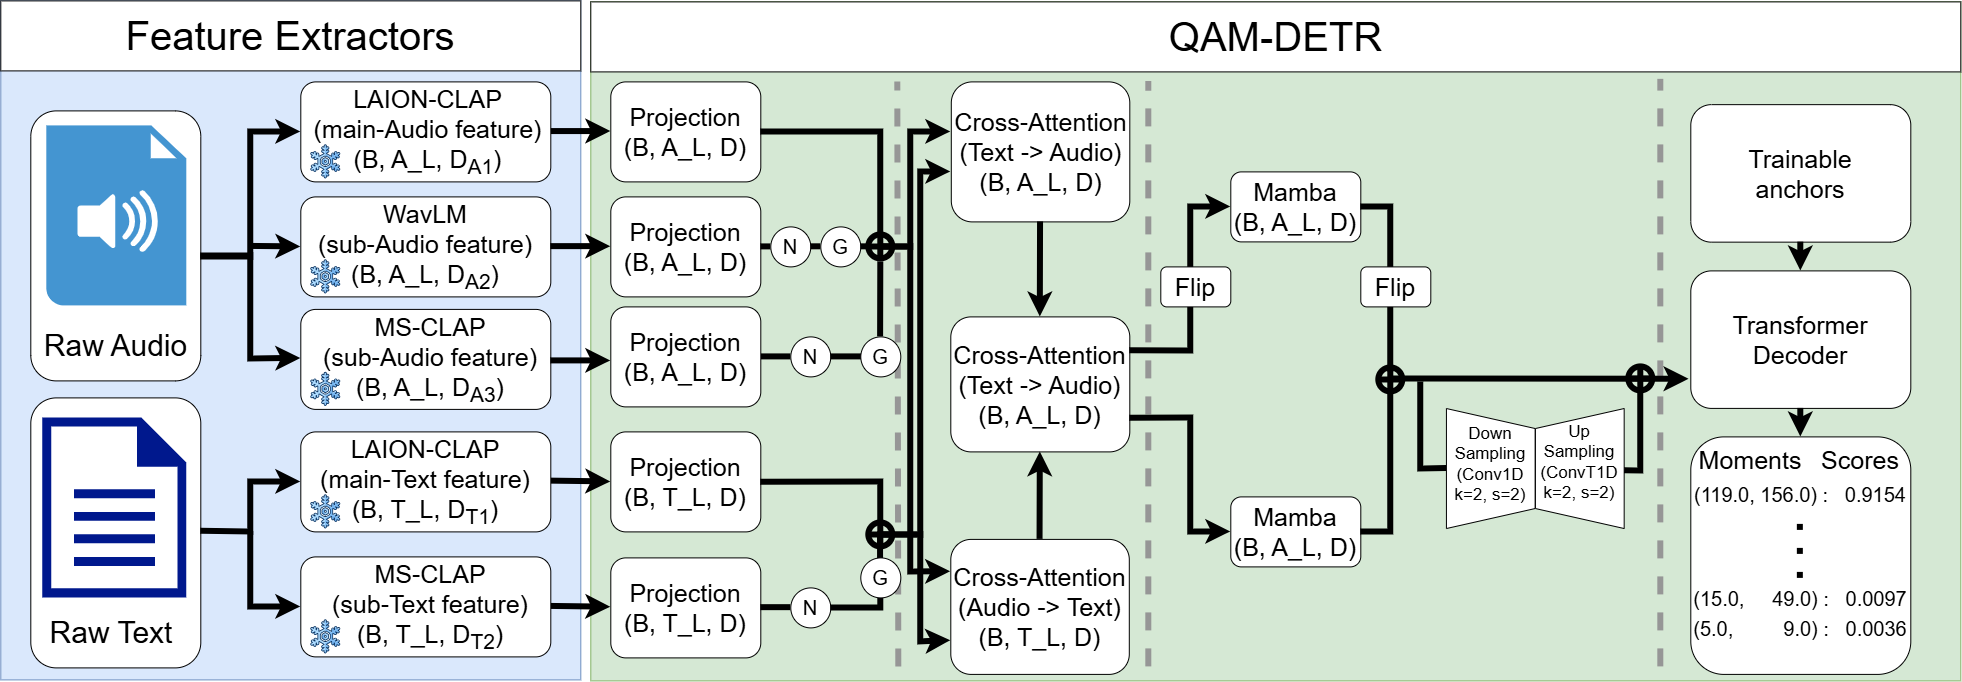 Feature Extractors
QAM-DETR
Raw Audio
Raw Text
LAION-CLAP
(main-Audio feature)
(B, A_L, D_A1)
WavLM
(sub-Audio feature)
(B, A_L, D_A2)
MS-CLAP
(sub-Audio feature)
(B, A_L, D_A3)
LAION-CLAP
(main-Text feature)
(B, T_L, D_T1)
MS-CLAP
(sub-Text feature)
(B, T_L, D_T2)
Projection
(B, A_L, D)
Projection
(B, A_L, D)
N
G
Projection
(B, A_L, D)
N
G
Projection
(B, T_L, D)
Projection
(B, T_L, D)
N
G
Cross-Attention
(Text -> Audio)
(B, A_L, D)
Cross-Attention
(Text -> Audio)
(B, A_L, D)
Cross-Attention
(Audio -> Text)
(B, T_L, D)
Flip
Mamba
(B, A_L, D)
Flip
Mamba
(B, A_L, D)
Down
Sampling
(Conv1D
k=2, s=2)
Up
Sampling
(ConvT1D
k=2, s=2)
Trainable
anchors
Transformer
Decoder
Moments Scores
(119.0, 156.0) : 0.9154
(15.0, 49.0) : 0.0097
(5.0, 9.0) : 0.0036